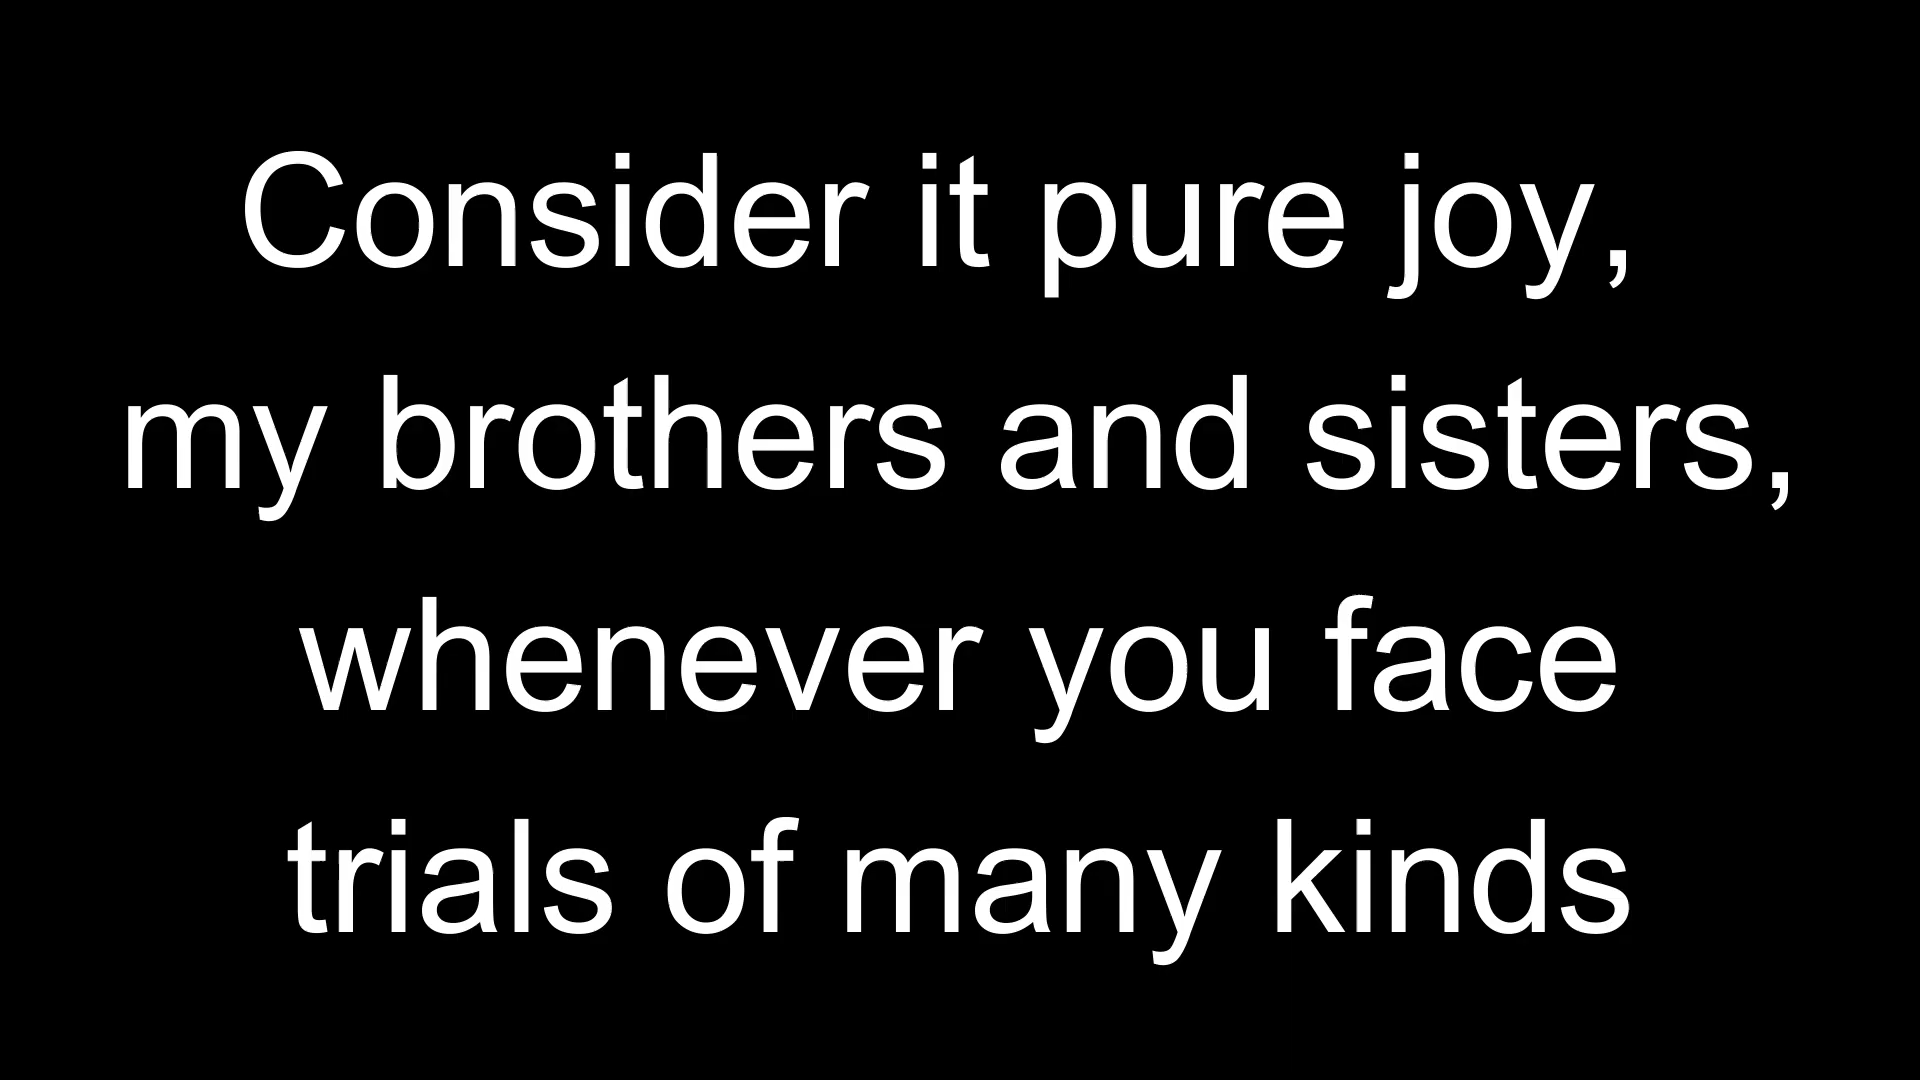 Consider it pure joy,
my brothers and sisters,
whenever you face
trials of many kinds